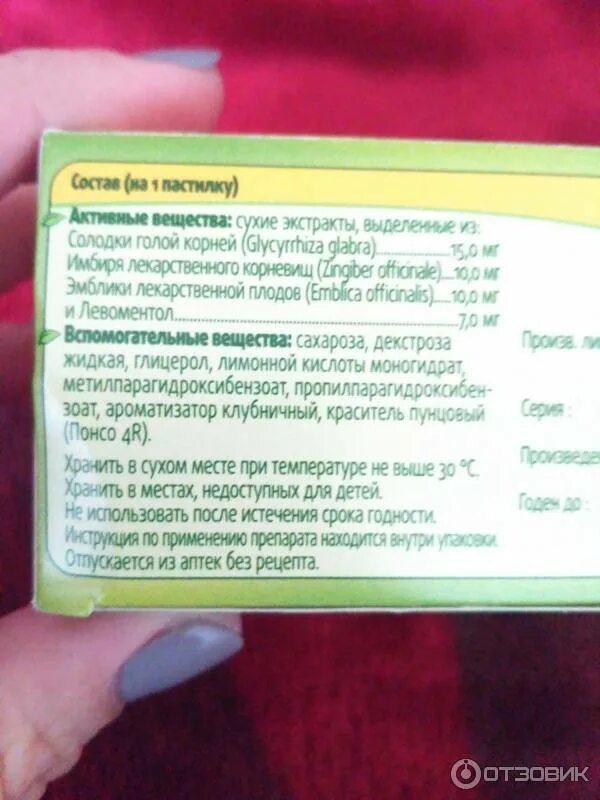 Состав (на 1 пастилку)
Активные вещества: сухие экстракты, выделенные из:
Солодки голой корней (Glycyrrhiza glabra)..................15,0 мг
Имбиря лекарственного корневищ (Zingiber officinale)....10,0 мг
Эмблики лекарственной плодов (Emblica officinalis).....10,0 мг
и Левоментол..................................................................7,0 мг
Вспомогательные вещества: сахароза, декстроза
жидкая, глицерол, лимонной кислоты моногидрат,
метилпарагидроксибензоат, пропилпарагидроксибен-
зоат, ароматизатор клубничный, краситель пунцовый
(Понсо 4R).
Хранить в сухом месте при температуре не выше 30 °C.
Хранить в местах, недоступных для детей.
Не использовать после истечения срока годности.
Инструкция по применению препарата находится внутри упаковки.
Отпускается из аптек без рецепта.
Произв. ли
Серия :
Произведе
Годен до :
ОТЗОВИК